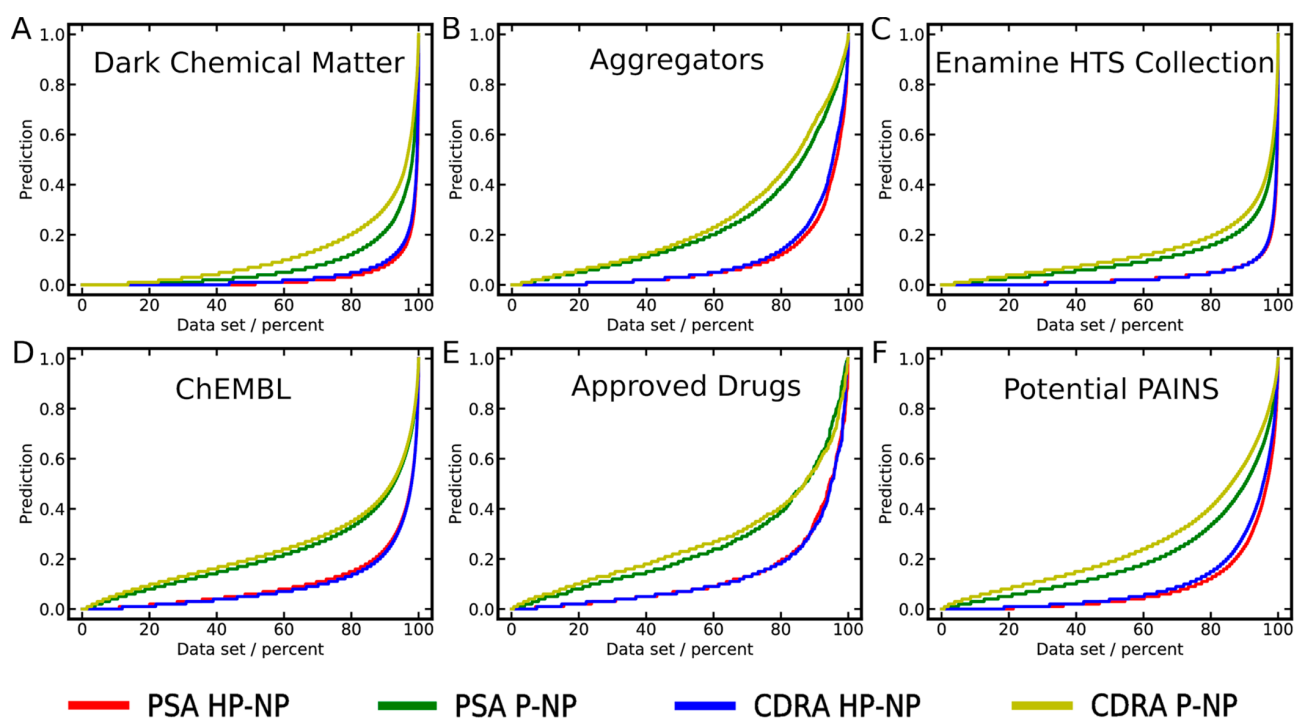 A
Dark Chemical Matter
1.0
0.8
0.6
0.4
0.2
0.0
Prediction
0 20 40 60 80 100
Data set / percent
B
Aggregators
1.0
0.8
0.6
0.4
0.2
0.0
Prediction
0 20 40 60 80 100
Data set / percent
C
Enamine HTS Collection
1.0
0.8
0.6
0.4
0.2
0.0
Prediction
0 20 40 60 80 100
Data set / percent
D
ChEMBL
1.0
0.8
0.6
0.4
0.2
0.0
Prediction
0 20 40 60 80 100
Data set / percent
E
Approved Drugs
1.0
0.8
0.6
0.4
0.2
0.0
Prediction
0 20 40 60 80 100
Data set / percent
F
Potential PAINS
1.0
0.8
0.6
0.4
0.2
0.0
Prediction
0 20 40 60 80 100
Data set / percent
PSA HP-NP PSA P-NP CDRA HP-NP CDRA P-NP